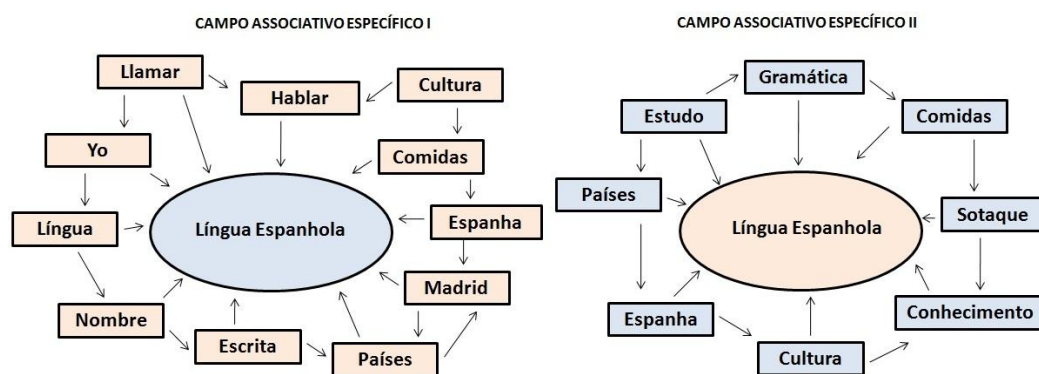 CAMPO ASSOCIATIVO ESPECÍFICO I
Llamar
Hablar
Cultura
Yo
Comidas
Língua
Língua Espanhola
Espanha
Madrid
Nombre
Escrita
Países
CAMPO ASSOCIATIVO ESPECÍFICO II
Gramática
Estudo
Comidas
Países
Língua Espanhola
Sotaque
Espanha
Conhecimento
Cultura